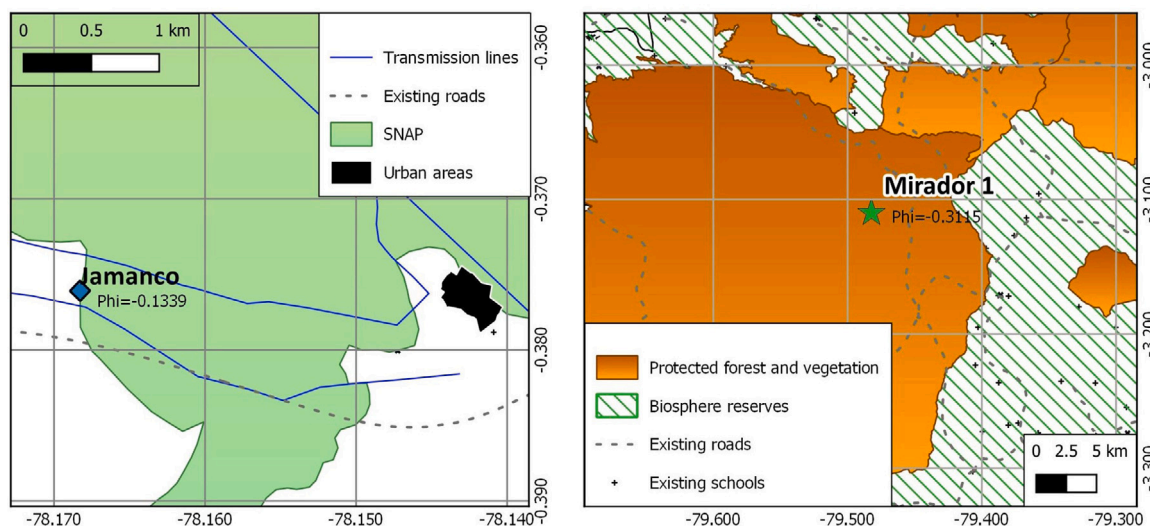 0 0.5 1 km
Transmission lines
Existing roads
SNAP
Urban areas
-0.360
-0.370
-0.380
-0.390
Jamanco
Phi=-0.1339
-78.170 -78.160 -78.150 -78.140
-3.000
-3.100
-3.200
-3.300
Mirador 1
Phi=-0.3115
Protected forest and vegetation
Biosphere reserves
Existing roads
Existing schools
0 2.5 5 km
-79.600 -79.500 -79.400 -79.300